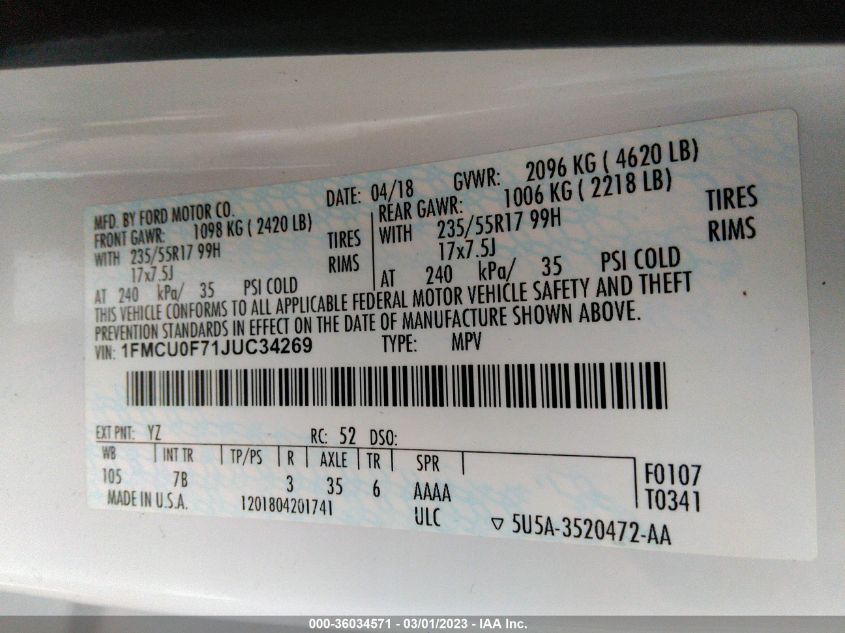 MFD. BY FORD MOTOR CO.
DATE: 04/18 GVWR: 2096 KG ( 4620 LB)
FRONT GAWR: 1098 KG ( 2420 LB)
WITH 235/55R17 99H TIRES
17x7.5J RIMS
AT 240 kPa/ 35 PSI COLD
REAR GAWR: 1006 KG ( 2218 LB)
WITH 235/55R17 99H TIRES
17x7.5J RIMS
AT 240 kPa/ 35 PSI COLD
THIS VEHICLE CONFORMS TO ALL APPLICABLE FEDERAL MOTOR VEHICLE SAFETY AND THEFT
PREVENTION STANDARDS IN EFFECT ON THE DATE OF MANUFACTURE SHOWN ABOVE.
VIN: 1FMCU0F71JUC34269 TYPE: MPV
EXT PNT: YZ RC: 52 DSO:
WB INT TR TP/PS R AXLE TR SPR
105 7B 3 35 6 AAAA
F0107
T0341
MADE IN U.S.A. 1201804201741 ULC
▽ 5U5A-3520472-AA
000-36034571 - 03/01/2023 - IAA Inc.